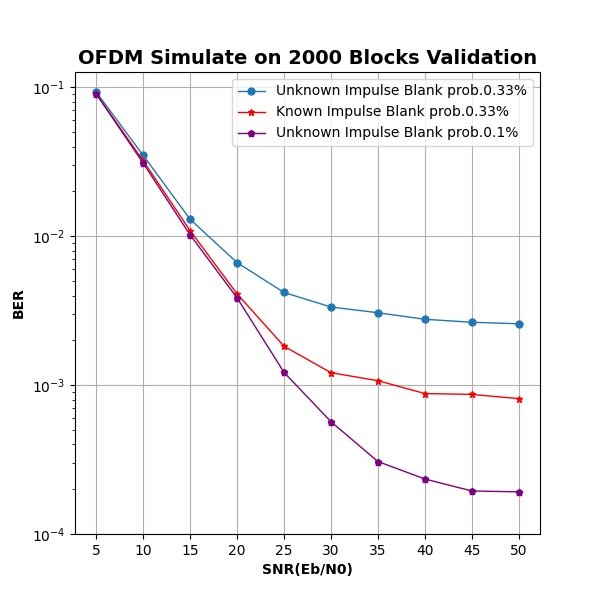 OFDM Simulate on 2000 Blocks Validation
Unknown Impulse Blank prob.0.33%
Known Impulse Blank prob.0.33%
Unknown Impulse Blank prob.0.1%
BER
10⁻¹
10⁻²
10⁻³
10⁻⁴
5 10 15 20 25 30 35 40 45 50
SNR(Eb/N0)